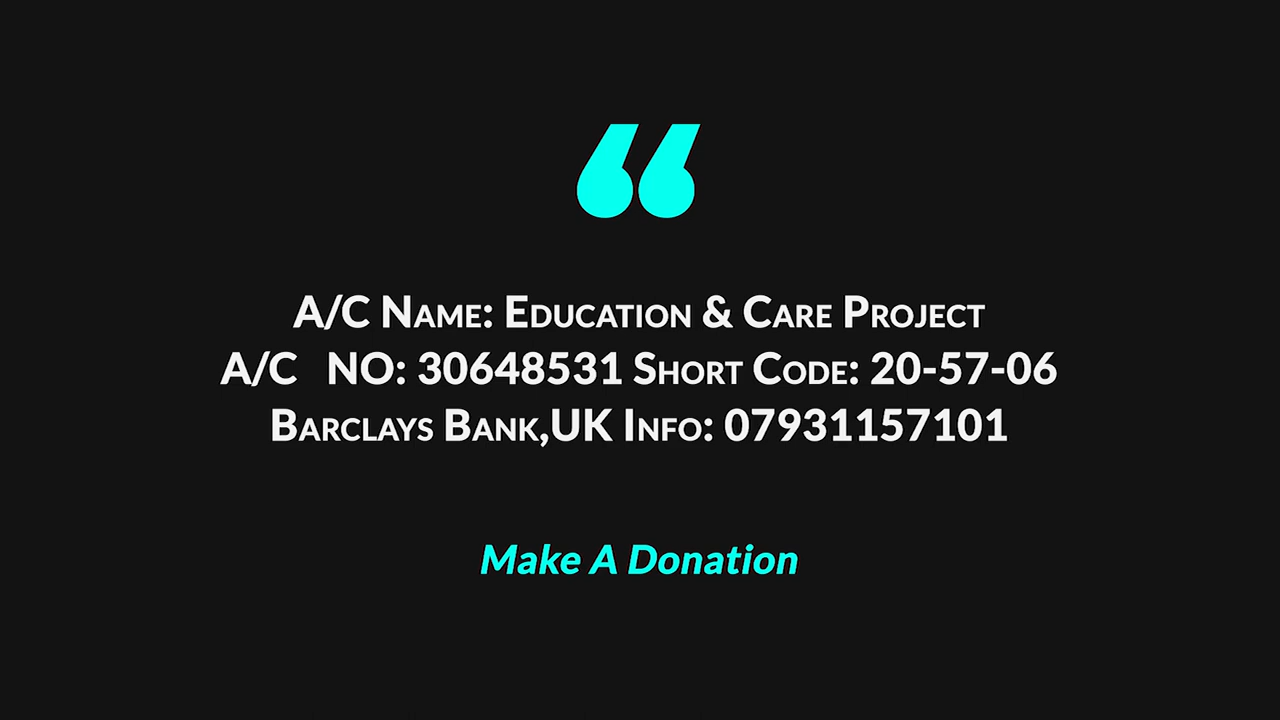 “
A/C Name: Education & Care Project
A/C NO: 30648531 Short Code: 20-57-06
Barclays Bank,UK Info: 07931157101
Make A Donation